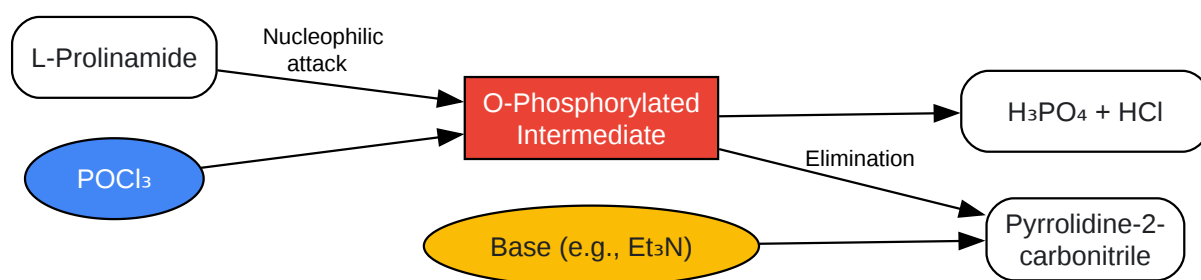 L-Prolinamide
Nucleophilic
attack
POCl₃
O-Phosphorylated
Intermediate
H₃PO₄ + HCl
Elimination
Base (e.g., Et₃N)
Pyrrolidine-2-
carbonitrile